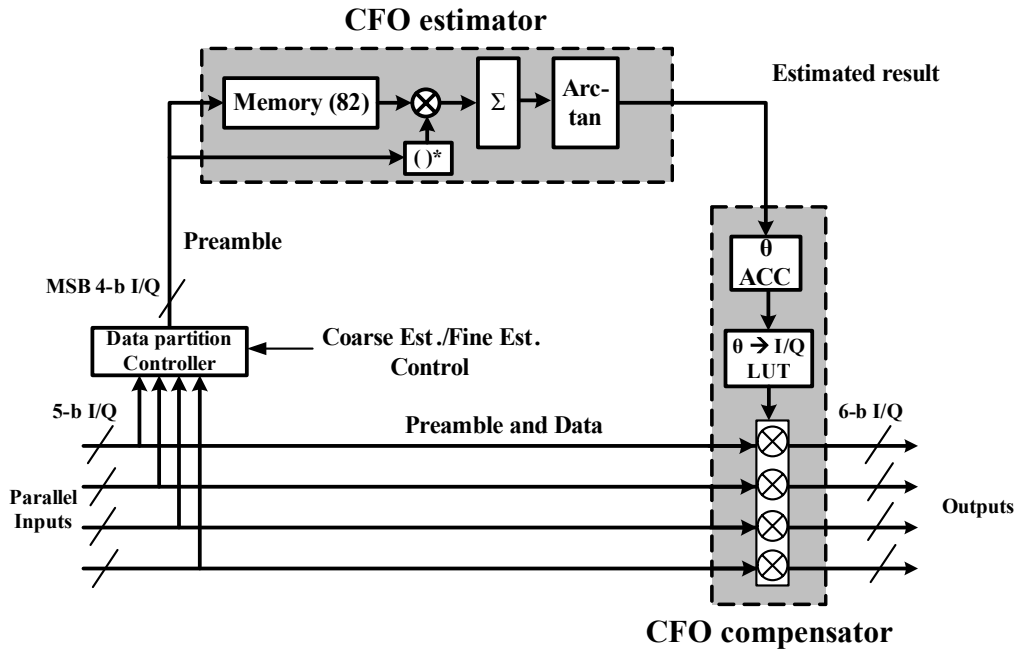 CFO estimator
Estimated result
Memory (82)
Σ
Arc-
tan
( )*
Preamble
MSB 4-b I/Q
θ
ACC
Data partition
Controller
Coarse Est./Fine Est.
Control
θ → I/Q
LUT
5-b I/Q
Preamble and Data
6-b I/Q
Parallel
Inputs
Outputs
CFO compensator